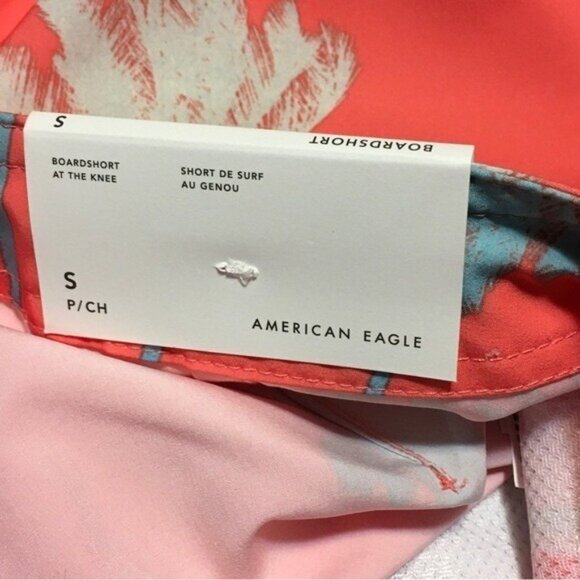 S
BOARDSHORT
BOARDSHORT
AT THE KNEE
SHORT DE SURF
AU GENOU
S
P/CH
AMERICAN EAGLE